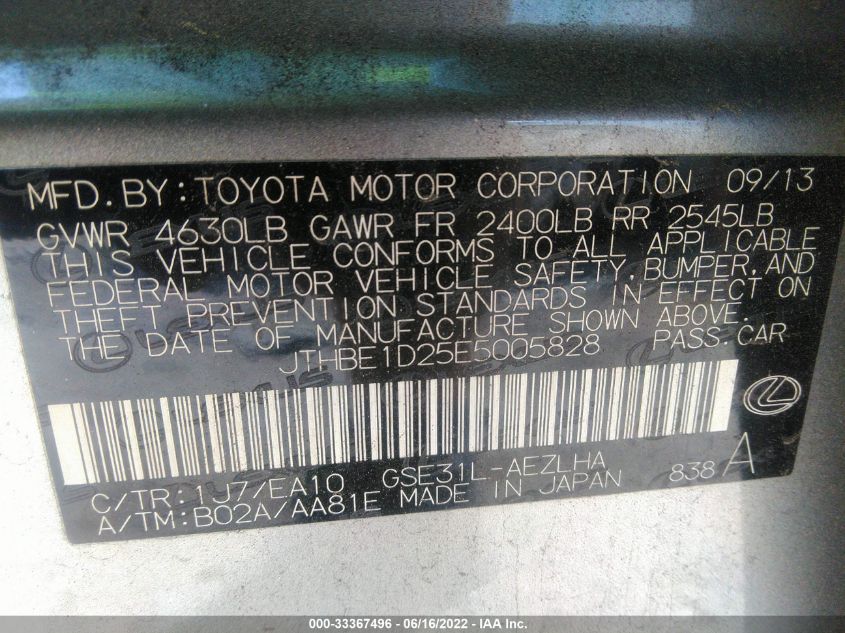 MFD.BY:TOYOTA MOTOR CORPORATION 09/13
GVWR 4630LB GAWR FR 2400LB RR 2545LB
THIS VEHICLE CONFORMS TO ALL APPLICABLE
FEDERAL MOTOR VEHICLE SAFETY,BUMPER,AND
THEFT PREVENTION STANDARDS IN EFFECT ON
THE DATE OF MANUFACTURE SHOWN ABOVE.
JTHBE1D25E5005828 PASS.CAR
C/TR:1J7/EA10 GSE31L-AEZLHA
A/TM:B02A/AA81E MADE IN JAPAN 838 A
000-33367496 - 06/16/2022 - IAA Inc.